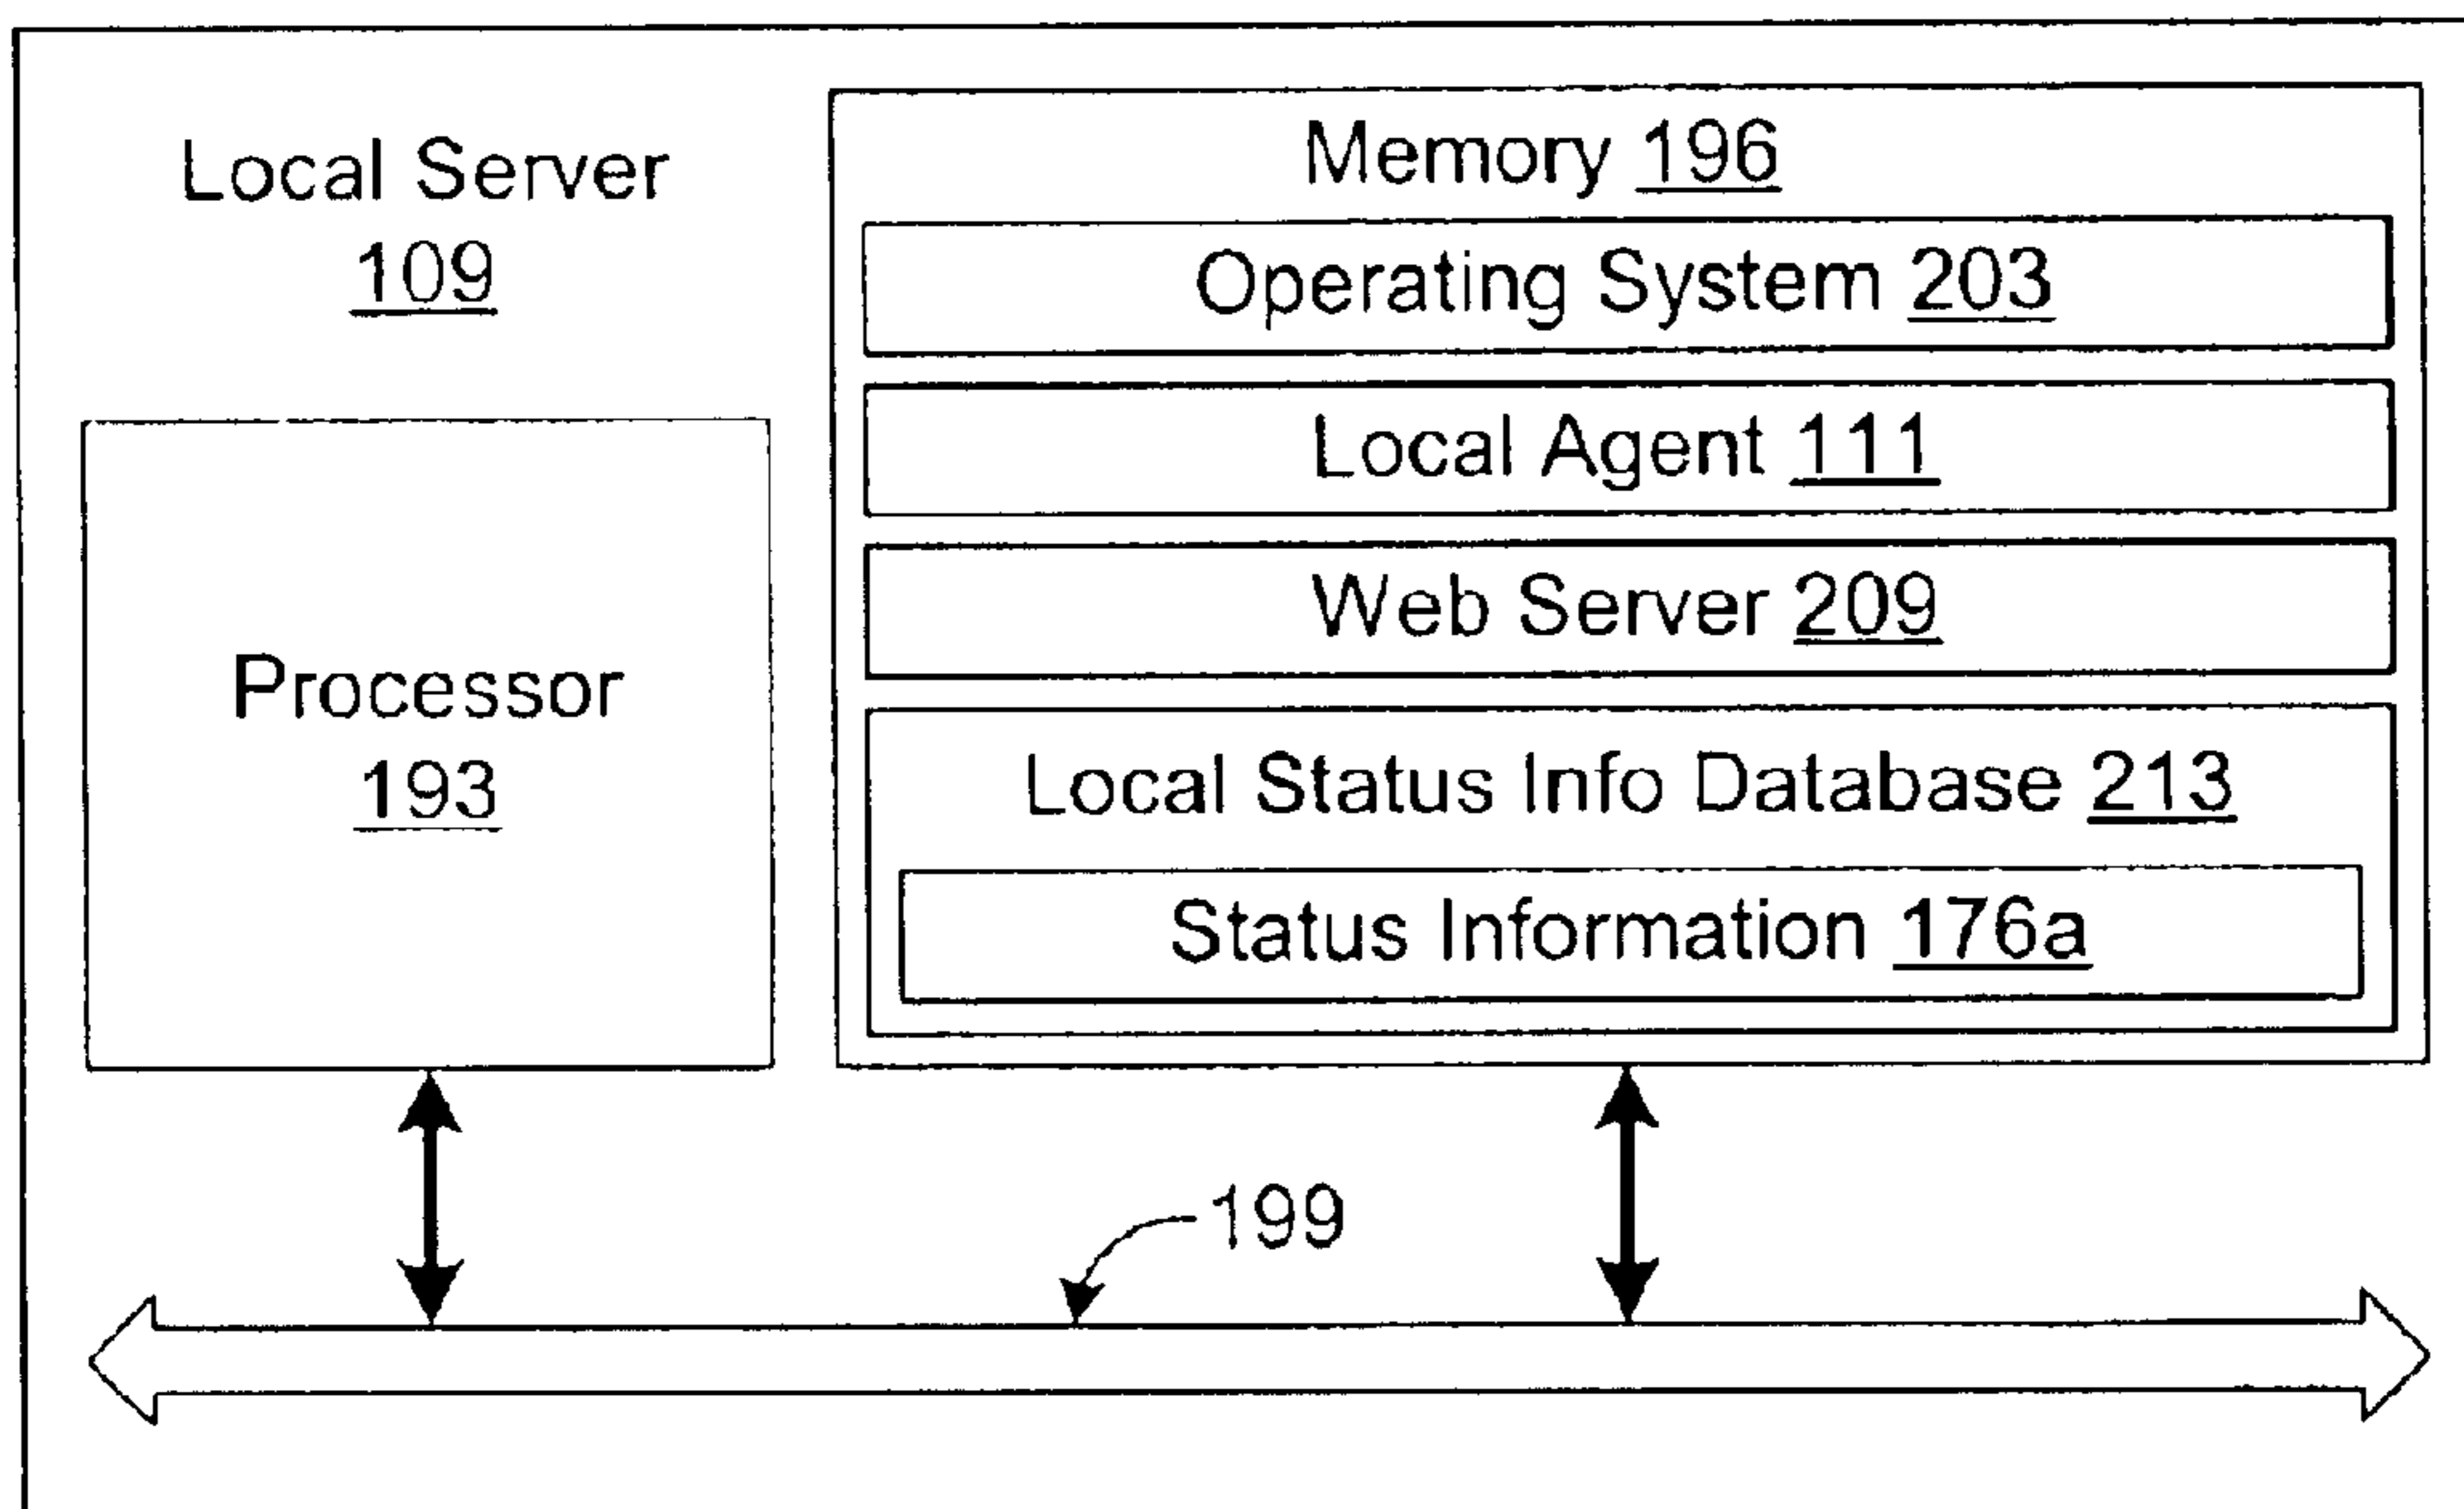 Local Server
109
Memory 196
Operating System 203
Local Agent 111
Web Server 209
Processor
193
Local Status Info Database 213
Status Information 176a
199